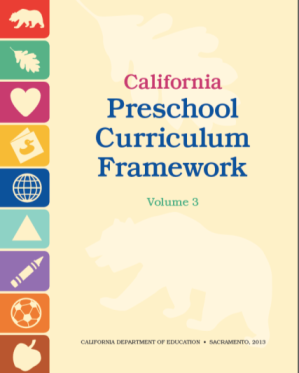 California
Preschool
Curriculum
Framework
Volume 3
CALIFORNIA DEPARTMENT OF EDUCATION • SACRAMENTO, 2013